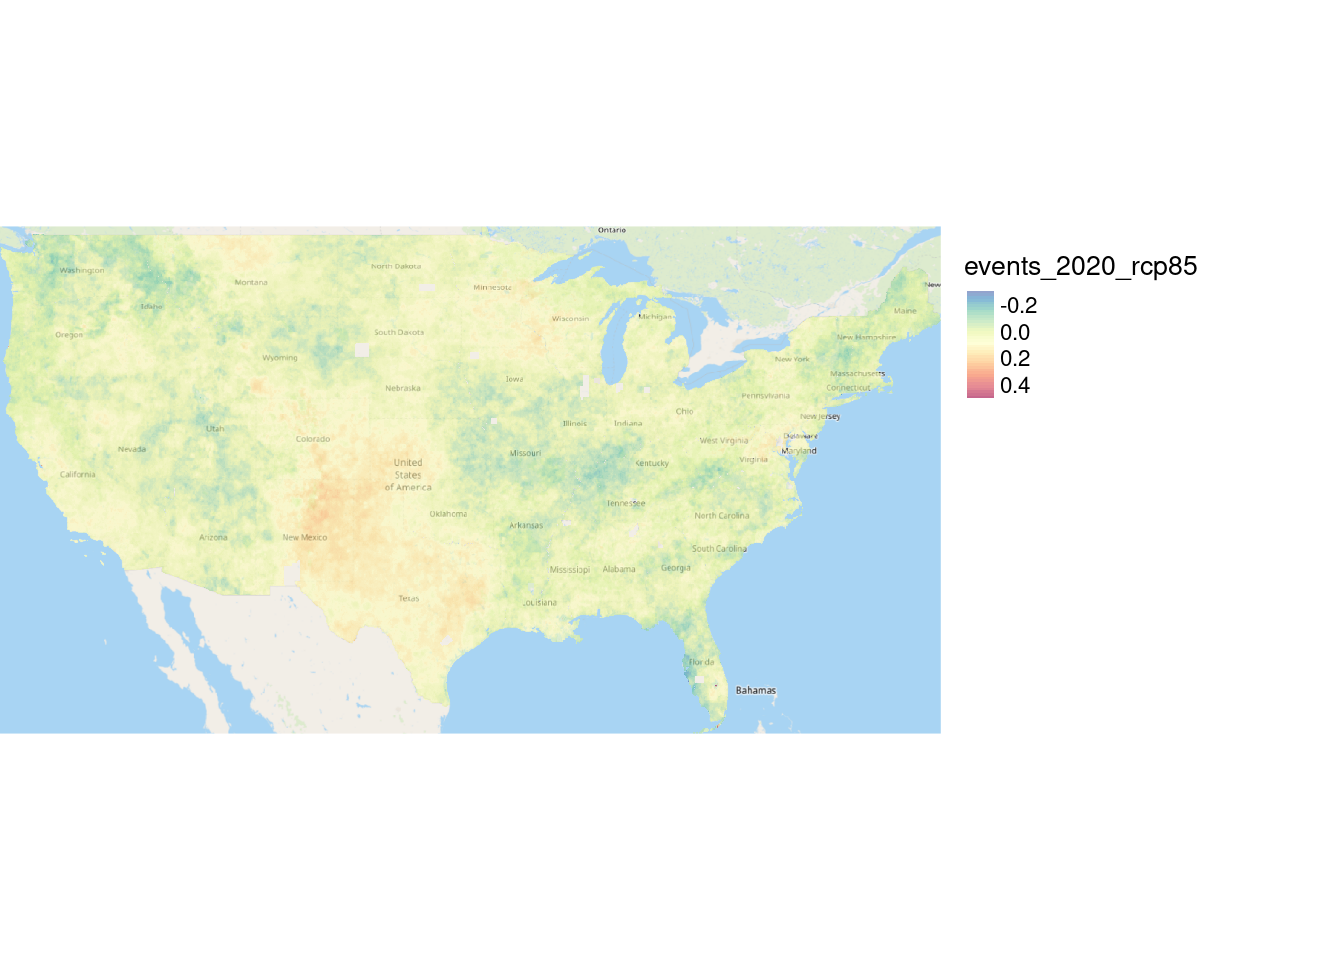 Ontario
Washington
North Dakota
Montana
Minnesota
New
Idaho
Maine
Wisconsin
Michigan
Oregon
South Dakota
New Hampshire
Wyoming
New York
Massachusetts
Iowa
Nebraska
Connecticut
Pennsylvania
Ohio
New Jersey
Illinois
Indiana
Utah
Colorado
West Virginia
Delaware
Nevada
Missouri
Maryland
Kentucky
Virginia
United
States
of America
California
Tennessee
Oklahoma
North Carolina
Arkansas
Arizona
New Mexico
South Carolina
Mississippi
Alabama
Georgia
Texas
Louisiana
Florida
Bahamas
events_2020_rcp85
-0.2
0.0
0.2
0.4